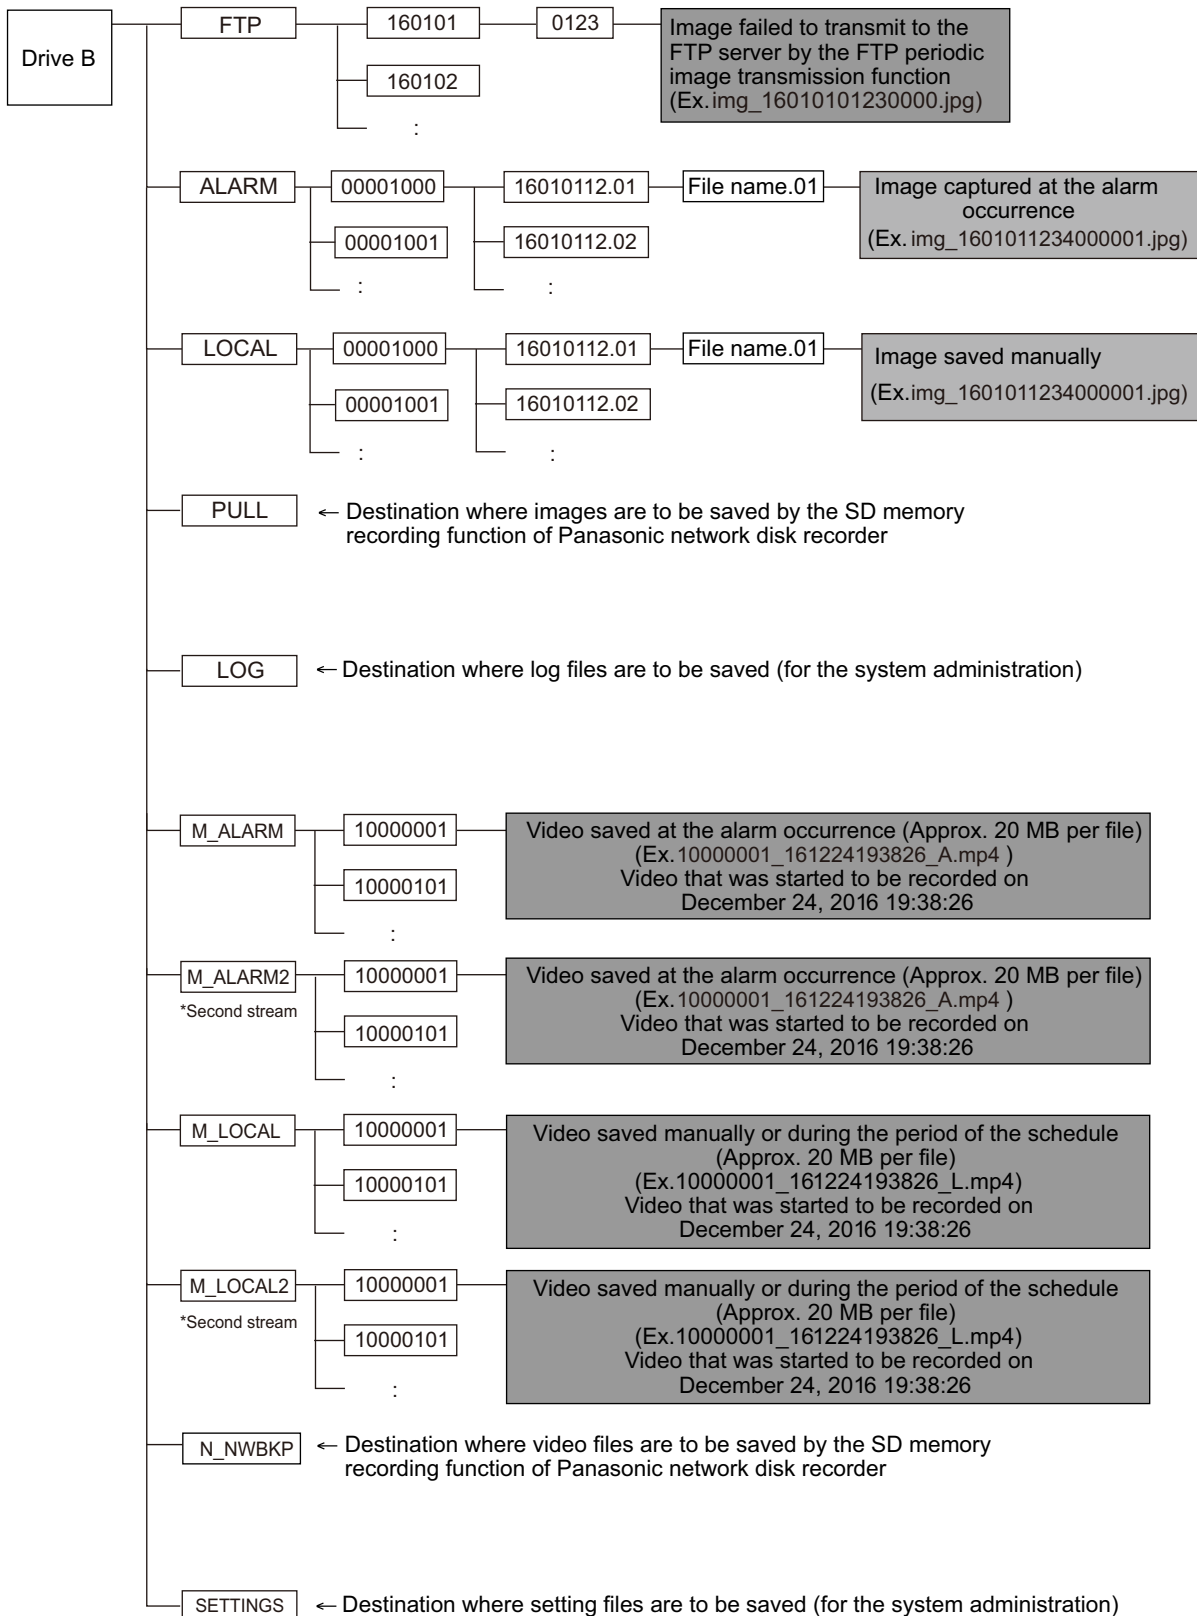 Drive B
FTP
160101
0123
Image failed to transmit to the
FTP server by the FTP periodic
image transmission function
(Ex.img_16010101230000.jpg)
160102
:
ALARM
00001000
16010112.01
File name.01
Image captured at the alarm
occurrence
(Ex.img_1601011234000001.jpg)
00001001
16010112.02
:
:
LOCAL
00001000
16010112.01
File name.01
Image saved manually
(Ex.img_1601011234000001.jpg)
00001001
16010112.02
:
:
PULL
← Destination where images are to be saved by the SD memory
recording function of Panasonic network disk recorder
LOG
← Destination where log files are to be saved (for the system administration)
M_ALARM
10000001
Video saved at the alarm occurrence (Approx. 20 MB per file)
(Ex.10000001_161224193826_A.mp4 )
Video that was started to be recorded on
December 24, 2016 19:38:26
10000101
:
M_ALARM2
*Second stream
10000001
Video saved at the alarm occurrence (Approx. 20 MB per file)
(Ex.10000001_161224193826_A.mp4 )
Video that was started to be recorded on
December 24, 2016 19:38:26
10000101
:
M_LOCAL
10000001
Video saved manually or during the period of the schedule
(Approx. 20 MB per file)
(Ex.10000001_161224193826_L.mp4)
Video that was started to be recorded on
December 24, 2016 19:38:26
10000101
:
M_LOCAL2
*Second stream
10000001
Video saved manually or during the period of the schedule
(Approx. 20 MB per file)
(Ex.10000001_161224193826_L.mp4)
Video that was started to be recorded on
December 24, 2016 19:38:26
10000101
:
N_NWBKP
← Destination where video files are to be saved by the SD memory
recording function of Panasonic network disk recorder
SETTINGS
← Destination where setting files are to be saved (for the system administration)